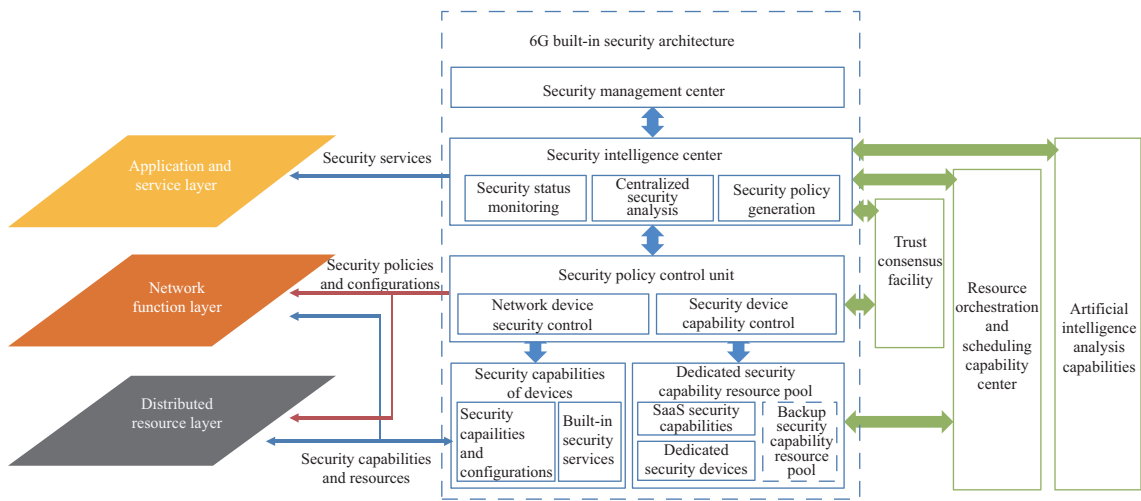 6G built-in security architecture
Security management center
Security intelligence center
Security status
monitoring
Centralized
security
analysis
Security policy
generation
Application and
service layer
Security services
Security policy control unit
Network device
security control
Security device
capability control
Network
function layer
Security policies
and configurations
Security capabilities
of devices
Security
capailities
and
configurations
Built-in
security
services
Dedicated security
capability resource pool
SaaS security
capabilities
Dedicated
security devices
Backup
security
capability
resource
pool
Distributed
resource layer
Security capabilities
and resources
Trust
consensus
facility
Resource
orchestration
and
scheduling
capability
center
Artificial
intelligence
analysis
capabilities